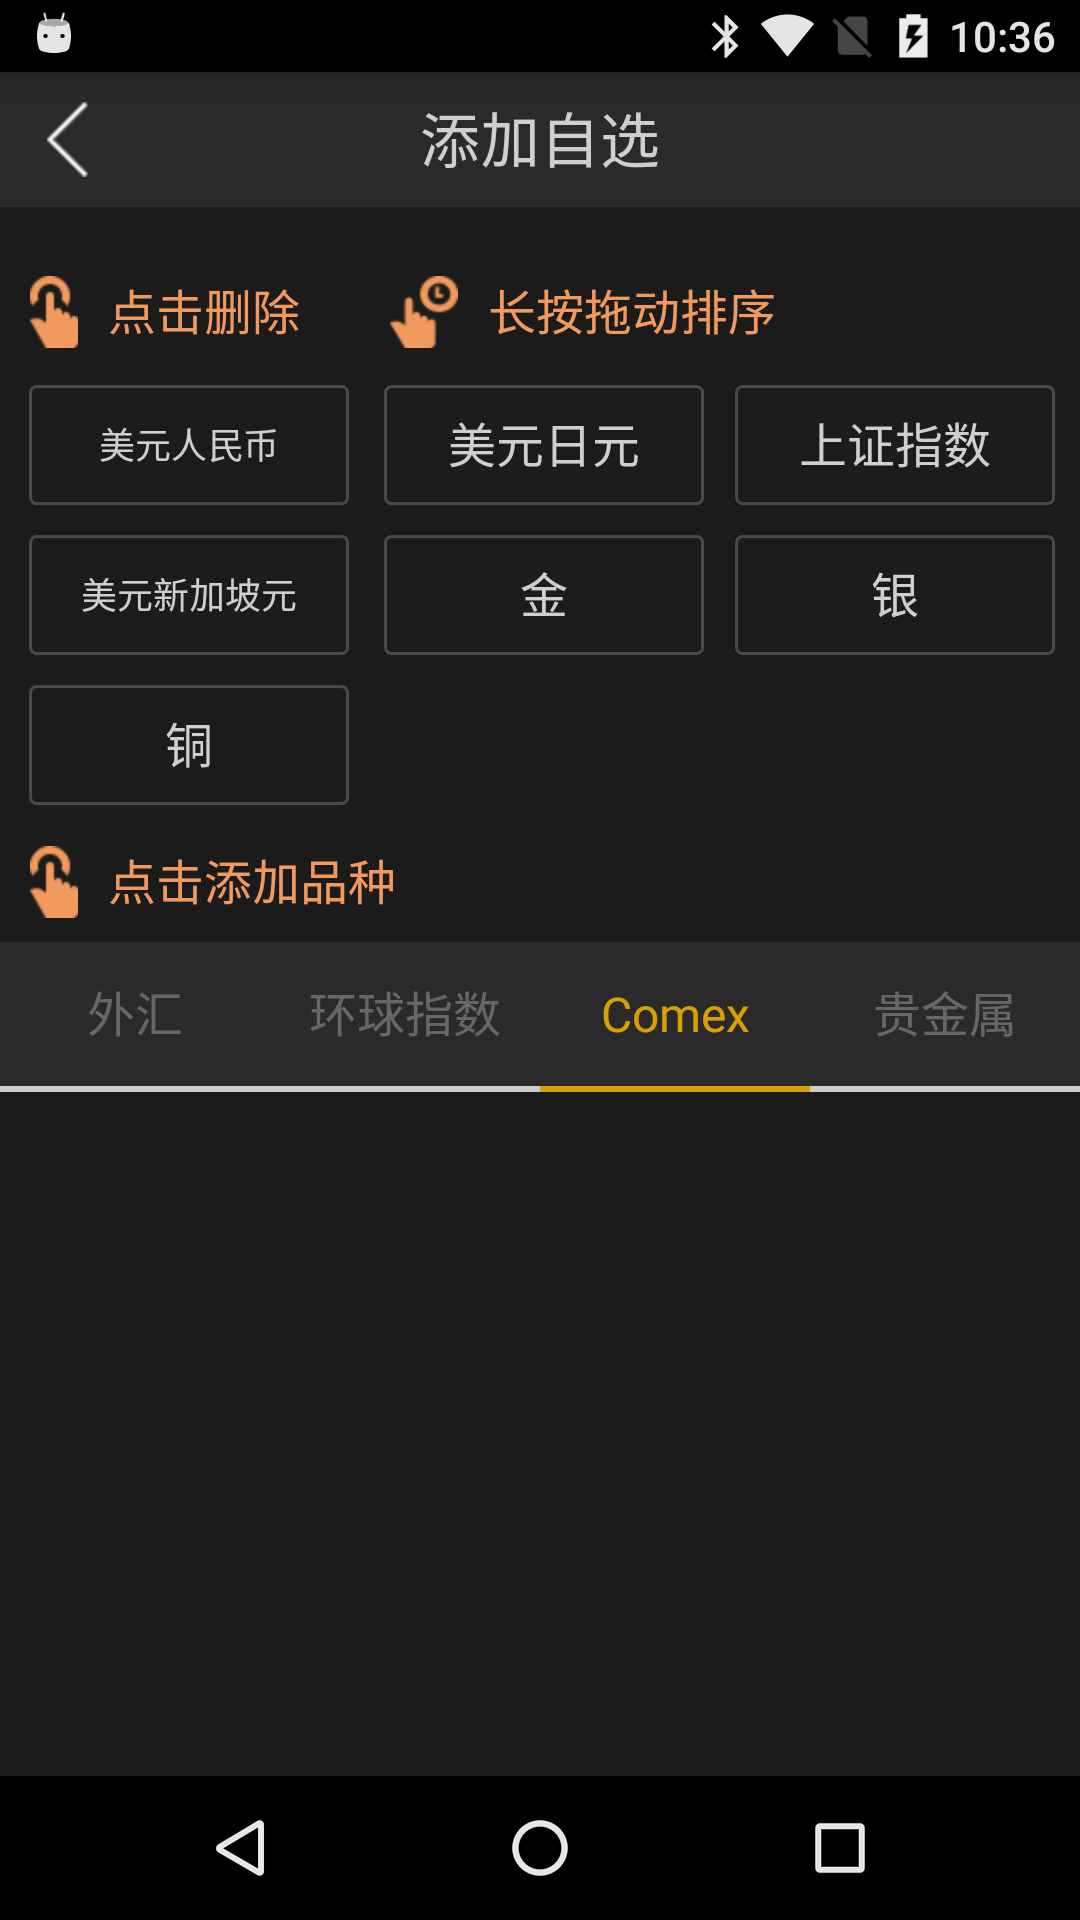 10:36
添加自选
点击删除 长按拖动排序
美元人民币 美元日元 上证指数
美元新加坡元 金 银
铜
点击添加品种
外汇 环球指数 Comex 贵金属